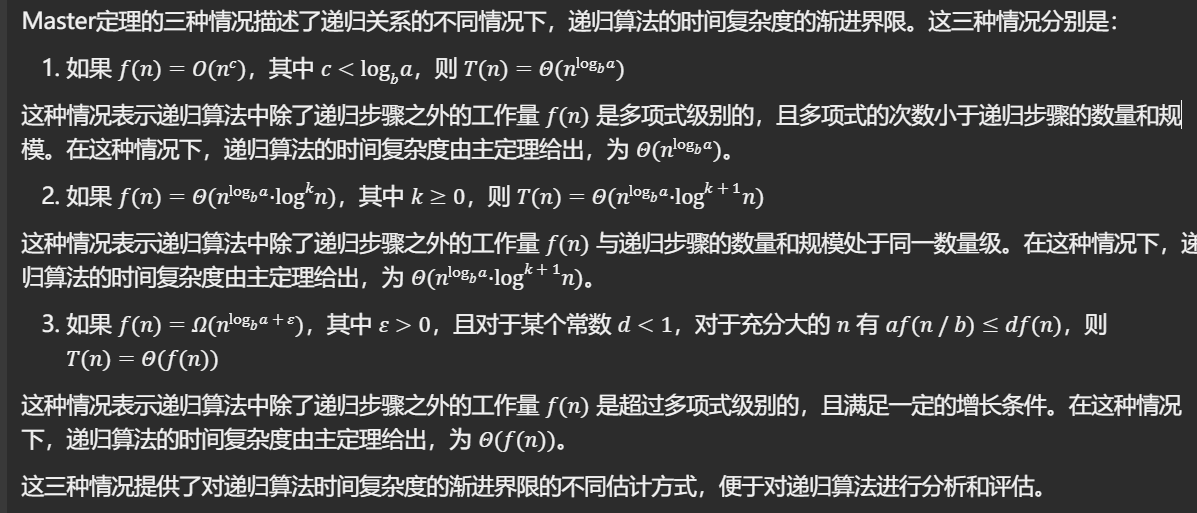 Master定理的三种情况描述了递归关系的不同情况下，递归算法的时间复杂度的渐进界限。这三种情况分别是：
1. 如果 f(n) = O(n^c)，其中 c < log_b a，则 T(n) = Θ(n^{log_b a})
这种情况表示递归算法中除了递归步骤之外的工作量 f(n) 是多项式级别的，且多项式的次数小于递归步骤的数量和规
模。在这种情况下，递归算法的时间复杂度由主定理给出，为 Θ(n^{log_b a})。
2. 如果 f(n) = Θ(n^{log_b a}·log^k n)，其中 k ≥ 0，则 T(n) = Θ(n^{log_b a}·log^{k+1} n)
这种情况表示递归算法中除了递归步骤之外的工作量 f(n) 与递归步骤的数量和规模处于同一数量级。在这种情况下，递
归算法的时间复杂度由主定理给出，为 Θ(n^{log_b a}·log^{k+1} n)。
3. 如果 f(n) = Ω(n^{log_b a+ε})，其中 ε > 0，且对于某个常数 d < 1，对于充分大的 n 有 af(n / b) ≤ df(n)，则
T(n) = Θ(f(n))
这种情况表示递归算法中除了递归步骤之外的工作量 f(n) 是超过多项式级别的，且满足一定的增长条件。在这种情况
下，递归算法的时间复杂度由主定理给出，为 Θ(f(n))。
这三种情况提供了对递归算法时间复杂度的渐进界限的不同估计方式，便于对递归算法进行分析和评估。